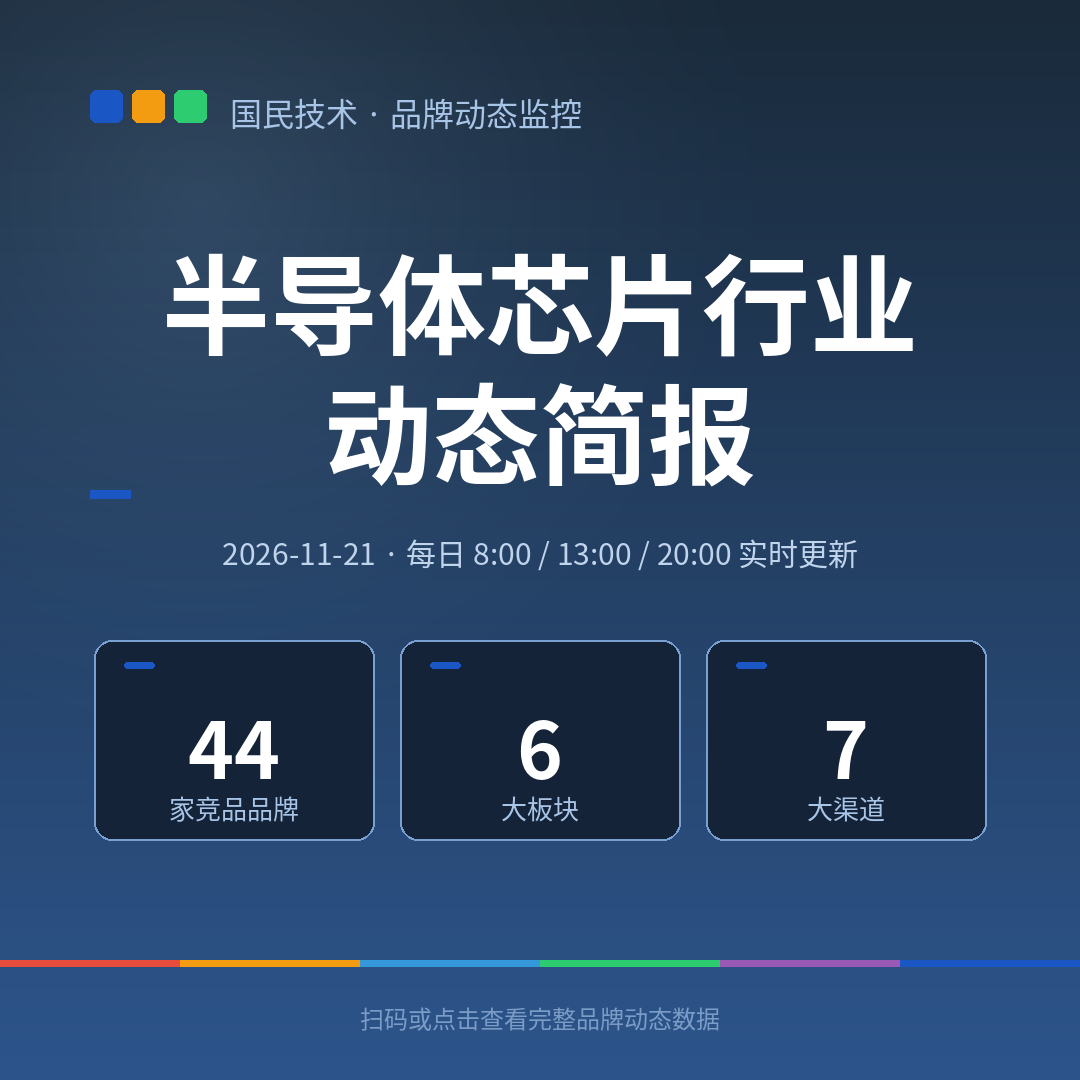 国民技术 · 品牌动态监控
半导体芯片行业
动态简报
2026-11-21 · 每日 8:00 / 13:00 / 20:00 实时更新
44
家竞品品牌
6
大板块
7
大渠道
扫码或点击查看完整品牌动态数据